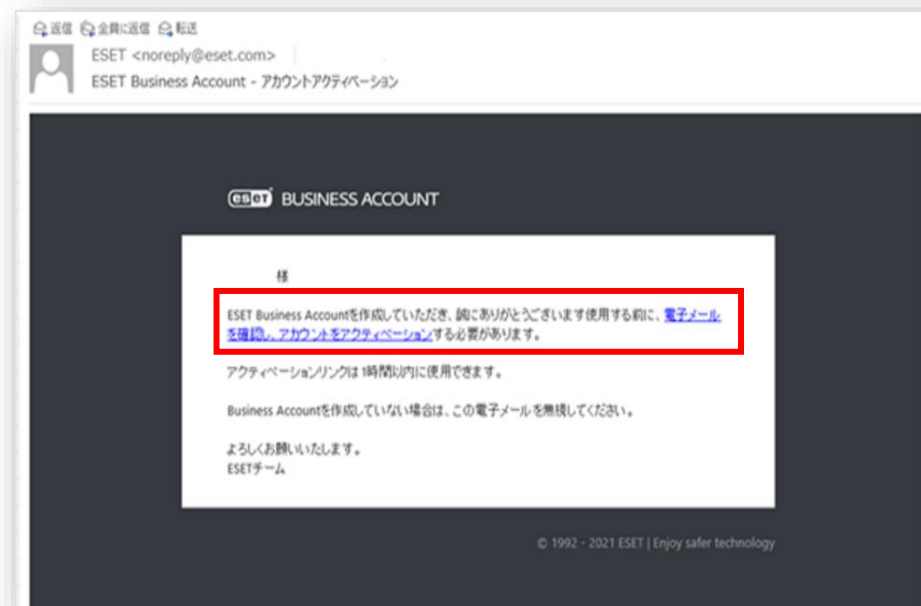 返信 全員に返信 転送
ESET <noreply@eset.com>
ESET Business Account - アカウントアクティベーション
eset BUSINESS ACCOUNT
様
ESET Business Accountを作成していただき、誠にありがとうございます使用する前に、電子メール
を確認し、アカウントをアクティベーションする必要があります。
アクティベーションリンクは1時間以内に使用できます。
Business Accountを作成していない場合は、この電子メールを無視してください。
よろしくお願いいたします。
ESETチーム
© 1992 - 2021 ESET | Enjoy safer technology